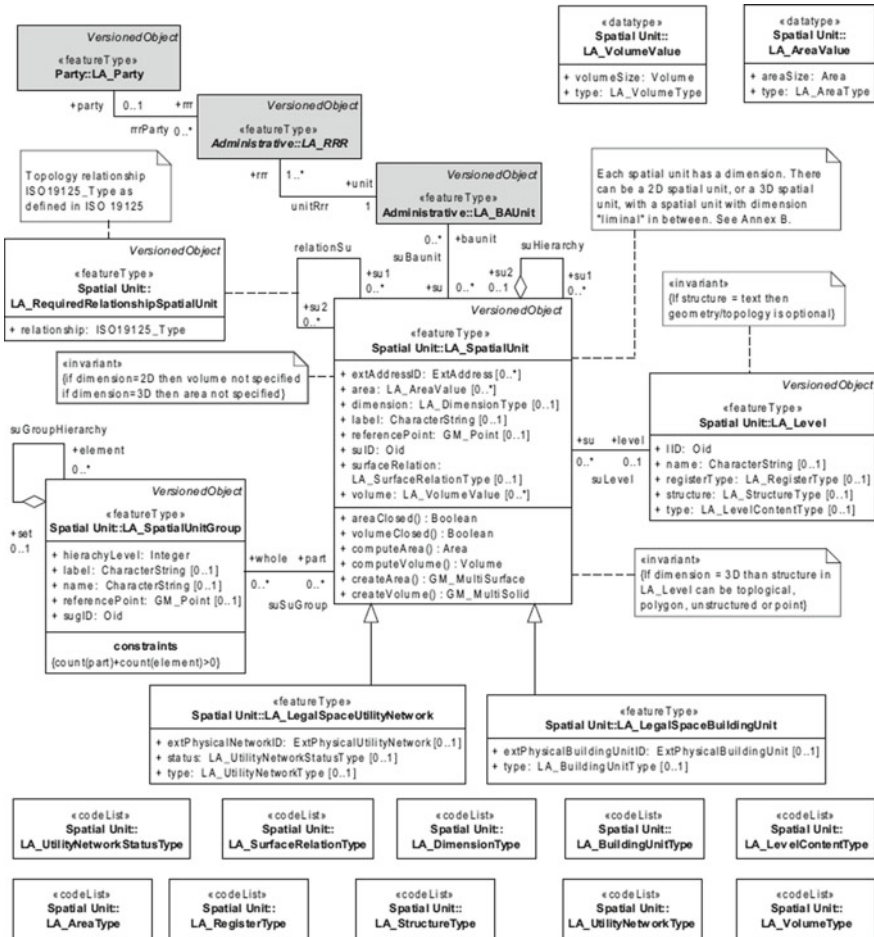 VersionedObject
«featureType»
Party::LA_Party
+party
0..1
+rrr
rrrParty
0..*
VersionedObject
«featureType»
Administrative::LA_RRR
+rrr
1..*
+unit
unitRrr
1
VersionedObject
«featureType»
Administrative::LA_BAUnit
«datatype»
Spatial Unit::
LA_VolumeValue
+ volumeSize: Volume
+ type: LA_VolumeType
«datatype»
Spatial Unit::
LA_AreaValue
+ areaSize: Area
+ type: LA_AreaType
Topology relationship
ISO19125_Type as
defined in ISO 19125
Each spatial unit has a dimension. There
can be a 2D spatial unit, or a 3D spatial
unit, with a spatial unit with dimension
"liminal" in between. See Annex B.
VersionedObject
«featureType»
Spatial Unit::
LA_RequiredRelationshipSpatialUnit
+ relationship: ISO19125_Type
relationSu
+su1
0..*
+su2
0..*
0..*
+baunit
suBaunit
+su
0..*
suHierarchy
+su2
0..1
+su1
0..*
«invariant»
{If structure = text then
geometry/topology is optional}
«invariant»
{if dimension=2D then volume not specified
if dimension=3D then area not specified}
VersionedObject
«featureType»
Spatial Unit::LA_SpatialUnit
+ extAddressID: ExtAddress [0..*]
+ area: LA_AreaValue [0..*]
+ dimension: LA_DimensionType [0..1]
+ label: CharacterString [0..1]
+ referencePoint: GM_Point [0..1]
+ suID: Oid
+ surfaceRelation:
LA_SurfaceRelationType [0..1]
+ volume: LA_VolumeValue [0..*]
+ areaClosed() : Boolean
+ volumeClosed() : Boolean
+ computeArea() : Area
+ computeVolume() : Volume
+ createArea() : GM_MultiSurface
+ createVolume() : GM_MultiSolid
+su
+level
0..*
0..1
suLevel
VersionedObject
«featureType»
Spatial Unit::LA_Level
+ lID: Oid
+ name: CharacterString [0..1]
+ registerType: LA_RegisterType [0..1]
+ structure: LA_StructureType [0..1]
+ type: LA_LevelContentType [0..1]
suGroupHierarchy
+element
0..*
+set
0..1
VersionedObject
«featureType»
Spatial Unit::LA_SpatialUnitGroup
+ hierachyLevel: Integer
+ label: CharacterString [0..1]
+ name: CharacterString [0..1]
+ referencePoint: GM_Point [0..1]
+ sugID: Oid
constraints
{count(part)+count(element)>0}
+whole
+part
0..*
0..*
suSuGroup
«invariant»
{If dimension = 3D than structure in
LA_Level can be toplogical,
polygon, unstructured or point}
«featureType»
Spatial Unit::LA_LegalSpaceUtilityNetwork
+ extPhysicalNetworkID: ExtPhysicalUtilityNetwork [0..1]
+ status: LA_UtilityNetworkStatusType [0..1]
+ type: LA_UtilityNetworkType [0..1]
«featureType»
Spatial Unit::LA_LegalSpaceBuildingUnit
+ extPhysicalBuildingUnitID: ExtPhysicalBuildingUnit [0..1]
+ type: LA_BuildingUnitType [0..1]
«codeList»
Spatial Unit::
LA_UtilityNetworkStatusType
«codeList»
Spatial Unit::
LA_SurfaceRelationType
«codeList»
Spatial Unit::
LA_DimensionType
«codeList»
Spatial Unit::
LA_BuildingUnitType
«codeList»
Spatial Unit::
LA_LevelContentType
«codeList»
Spatial Unit::
LA_AreaType
«codeList»
Spatial Unit::
LA_RegisterType
«codeList»
Spatial Unit::
LA_StructureType
«codeList»
Spatial Unit::
LA_UtilityNetworkType
«codeList»
Spatial Unit::
LA_VolumeType